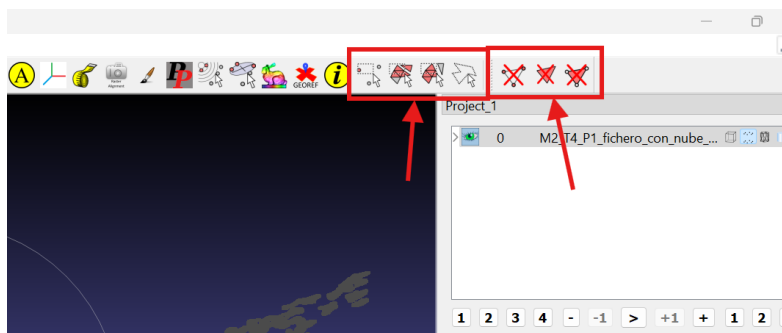 A
PP
GEOREF
i
Project_1
0 M2_T4_P1_fichero_con_nube_...
1 2 3 4 - -1 > +1 + 1 2